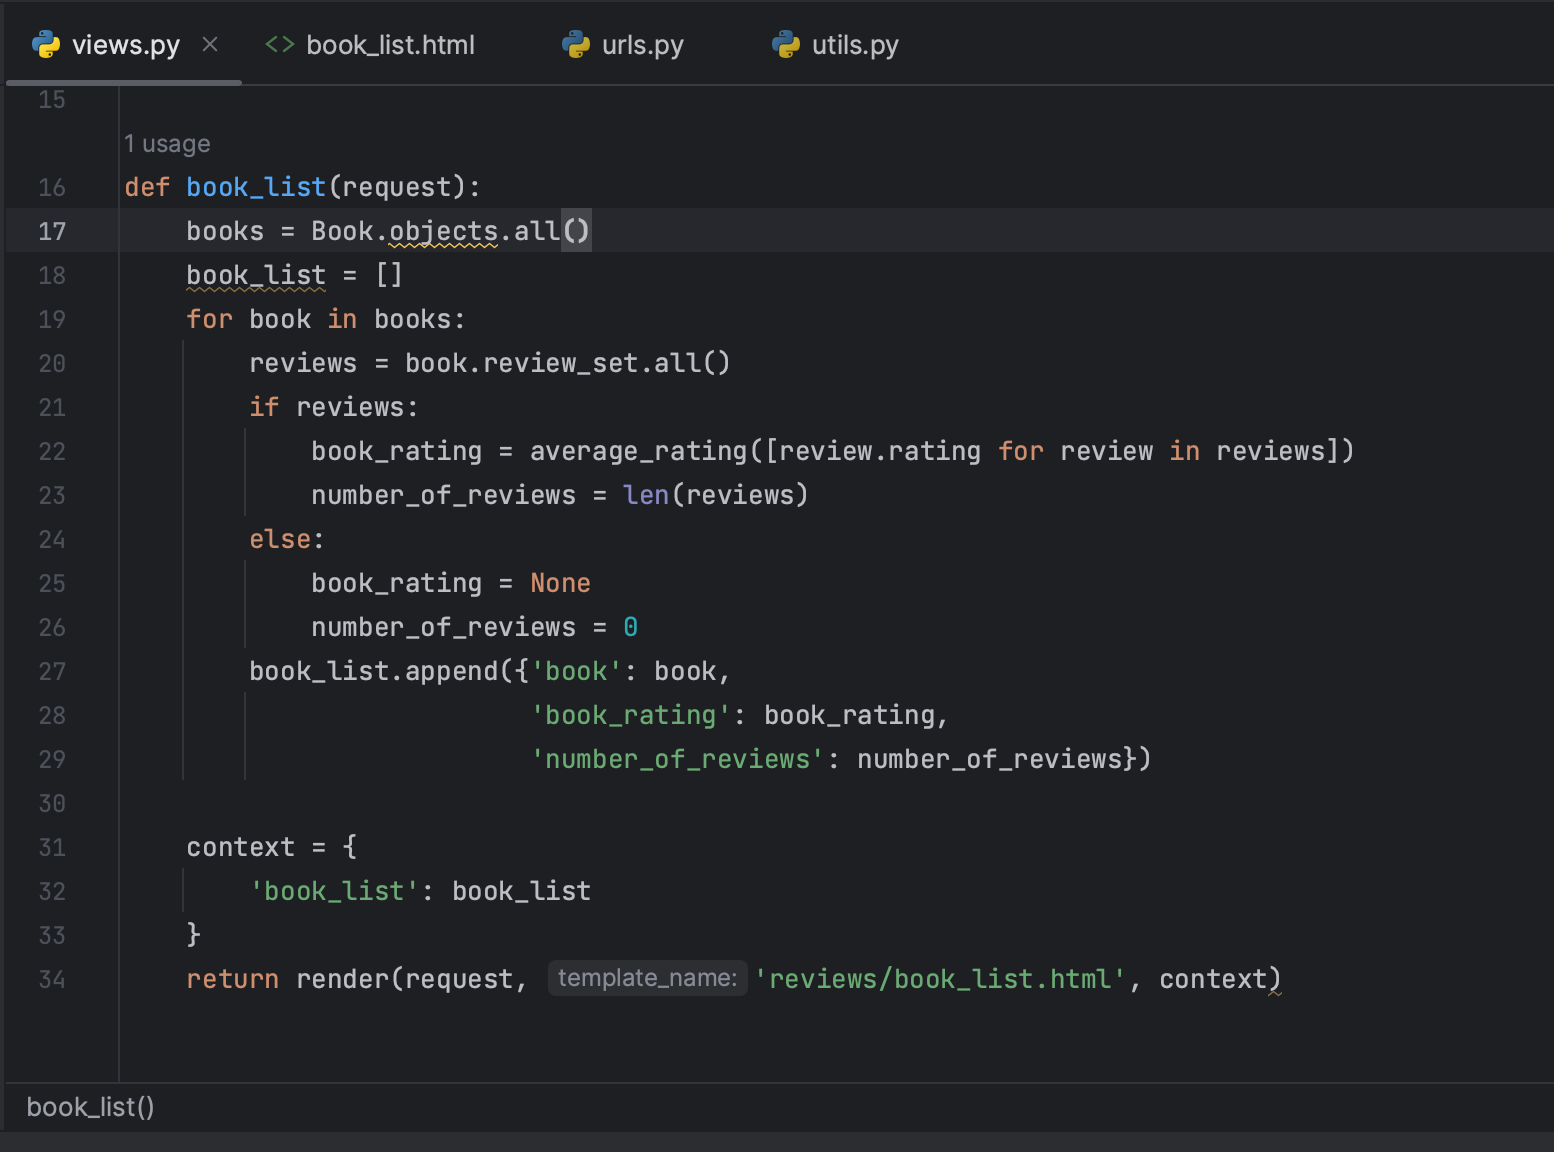 views.py × <> book_list.html urls.py utils.py
15
1 usage
16 def book_list(request):
17     books = Book.objects.all()
18     book_list = []
19     for book in books:
20         reviews = book.review_set.all()
21         if reviews:
22             book_rating = average_rating([review.rating for review in reviews])
23             number_of_reviews = len(reviews)
24         else:
25             book_rating = None
26             number_of_reviews = 0
27         book_list.append({'book': book,
28                           'book_rating': book_rating,
29                           'number_of_reviews': number_of_reviews})
30
31     context = {
32         'book_list': book_list
33     }
34     return render(request, template_name: 'reviews/book_list.html', context)
book_list()